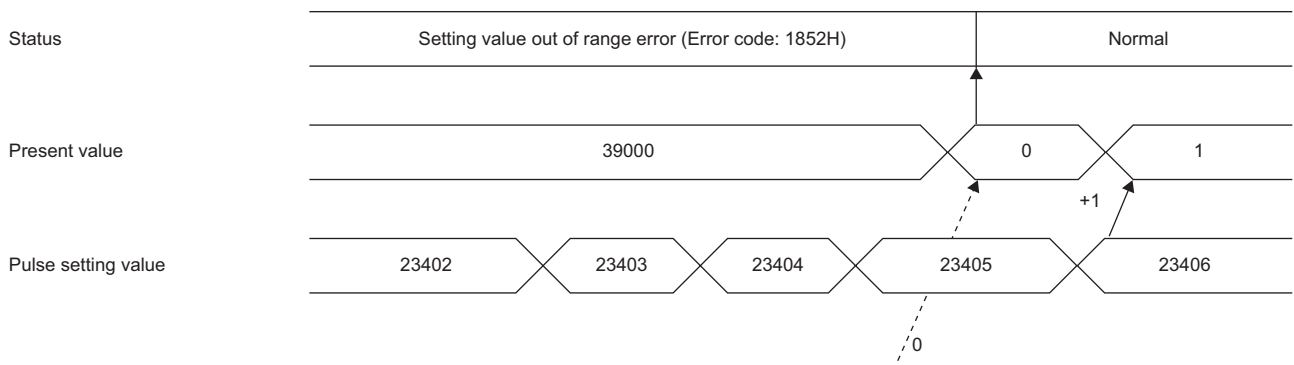 Status
Setting value out of range error (Error code: 1852H)
Normal
Present value
39000
0
1
+1
Pulse setting value
23402
23403
23404
23405
23406
0